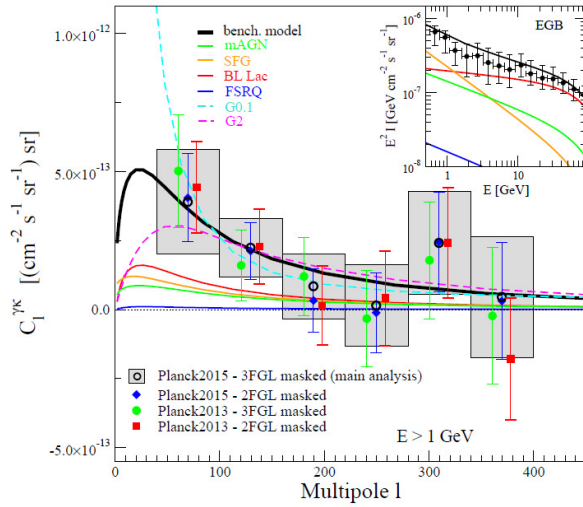 1.0×10⁻¹²
5.0×10⁻¹³
0.0
-5.0×10⁻¹³
C_l^γκ [(cm⁻² s⁻¹ sr⁻¹) sr]
bench. model
mAGN
SFG
BL Lac
FSRQ
G0.1
G2
EGB
10⁻⁶
10⁻⁷
10⁻⁸
E² I [GeV cm⁻² s⁻¹ sr⁻¹]
1 10
E [GeV]
Planck2015 - 3FGL masked (main analysis)
Planck2015 - 2FGL masked
Planck2013 - 3FGL masked
Planck2013 - 2FGL masked
E > 1 GeV
0 100 200 300 400
Multipole l